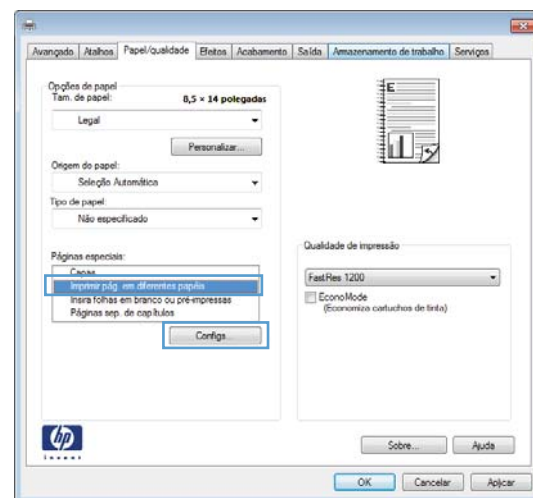 Avançado Atalhos Papel/qualidade Efeitos Acabamento Saída Armazenamento de trabalho Serviços
Opções de papel
Tam. de papel: 8,5 × 14 polegadas
Legal
Personalizar...
Origem do papel:
Seleção Automática
Tipo de papel:
Não especificado
Páginas especiais:
Capas
Imprimir pág. em diferentes papéis
Insira folhas em branco ou pré-impressas
Páginas sep. de capítulos
Configs...
E
Qualidade de impressão
FastRes 1200
EconoMode
(Economiza cartuchos de tinta)
hp
invent
Sobre... Ajuda
OK Cancelar Aplicar